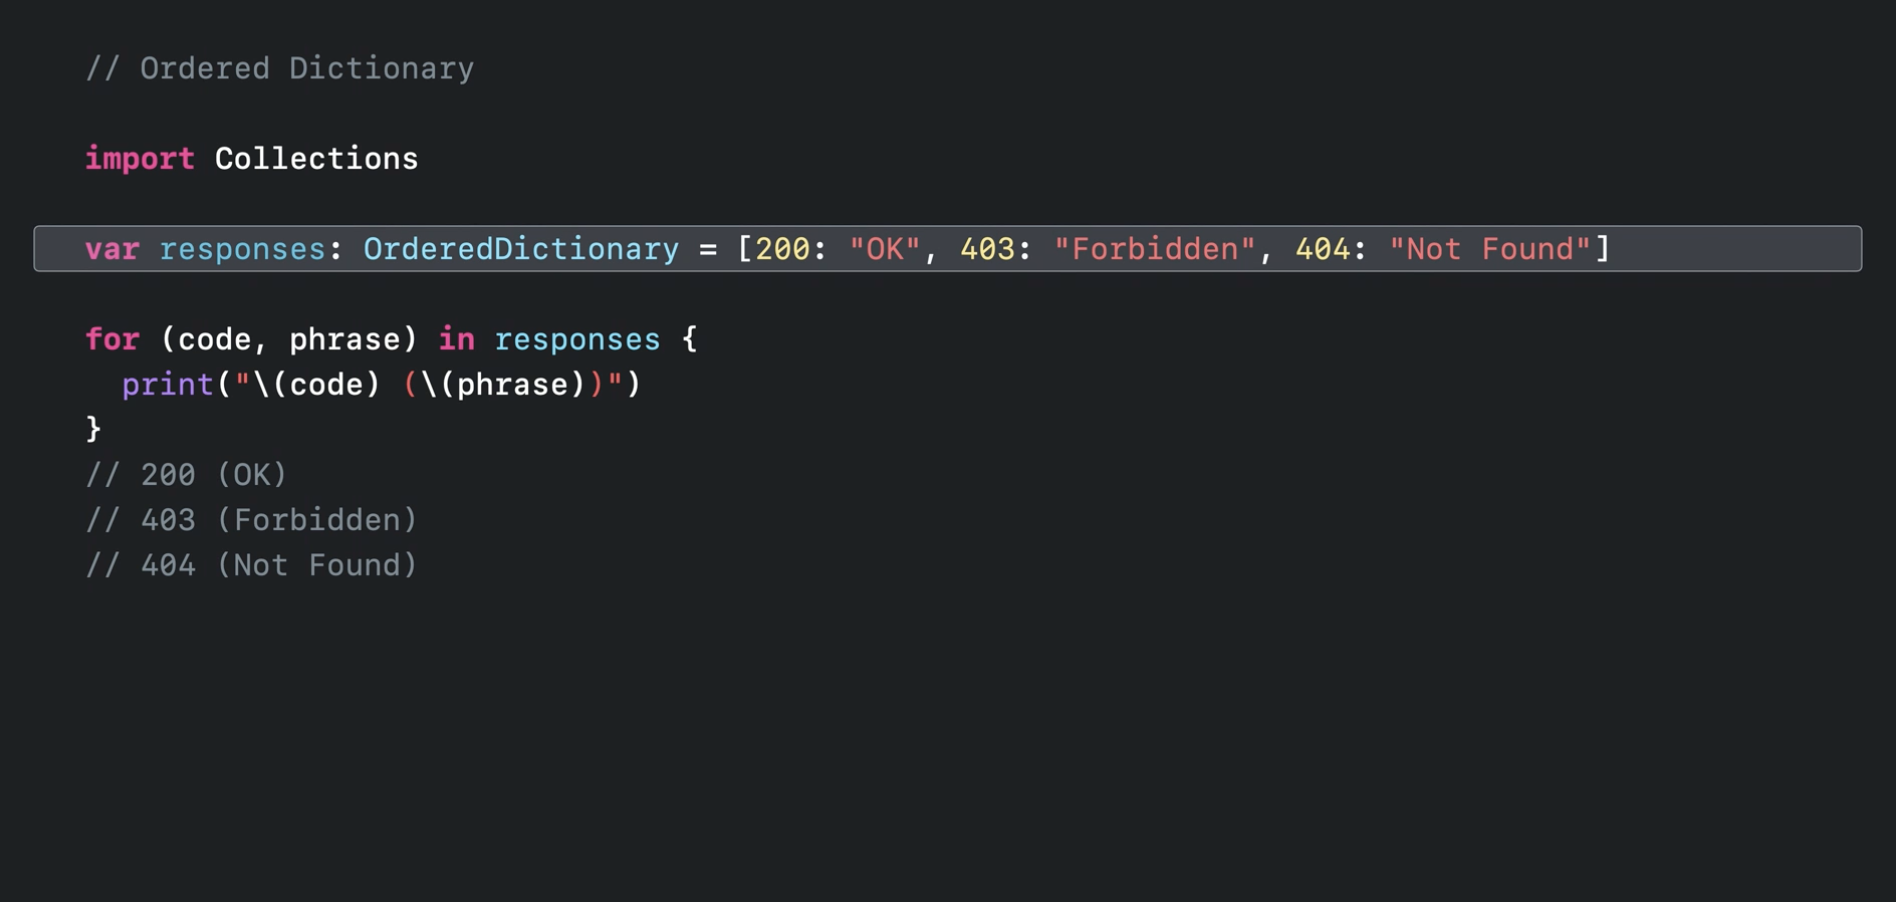 // Ordered Dictionary
import Collections
var responses: OrderedDictionary = [200: "OK", 403: "Forbidden", 404: "Not Found"]
for (code, phrase) in responses {
  print("\(code) (\(phrase))")
}
// 200 (OK)
// 403 (Forbidden)
// 404 (Not Found)